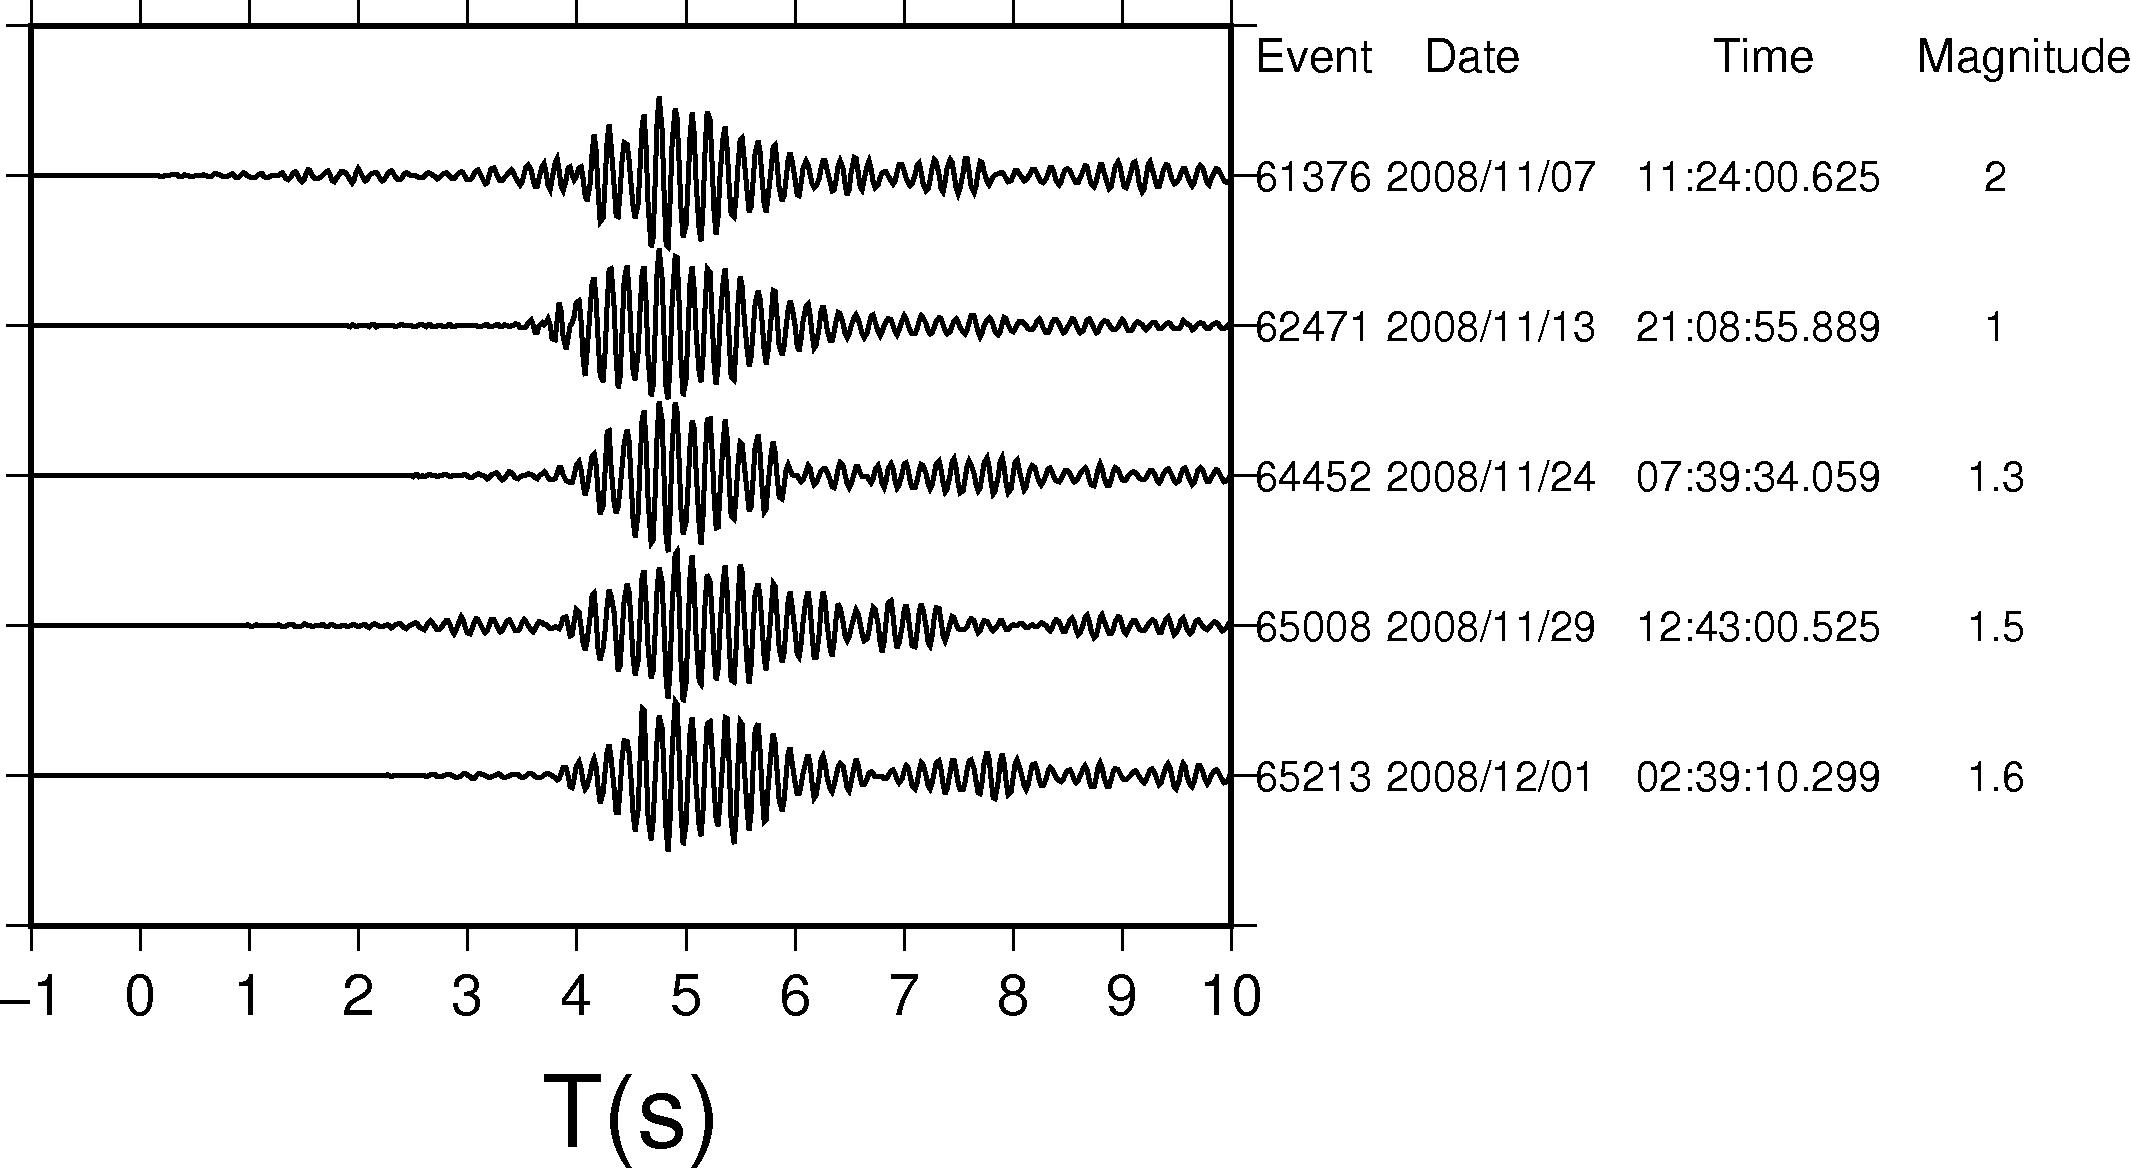 Event Date Time Magnitude
61376 2008/11/07 11:24:00.625 2
62471 2008/11/13 21:08:55.889 1
64452 2008/11/24 07:39:34.059 1.3
65008 2008/11/29 12:43:00.525 1.5
65213 2008/12/01 02:39:10.299 1.6
−1 0 1 2 3 4 5 6 7 8 9 10
T(s)